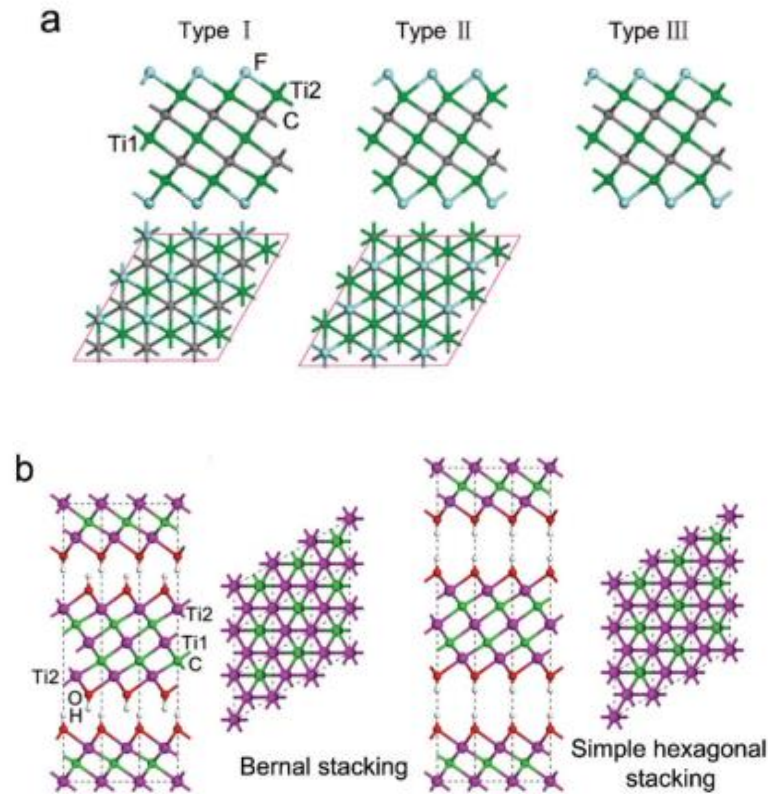 a
Type I
Type II
Type III
F
Ti2
C
Ti1
b
Ti2
Ti1
C
Ti2
O
H
Bernal stacking
Simple hexagonal
stacking